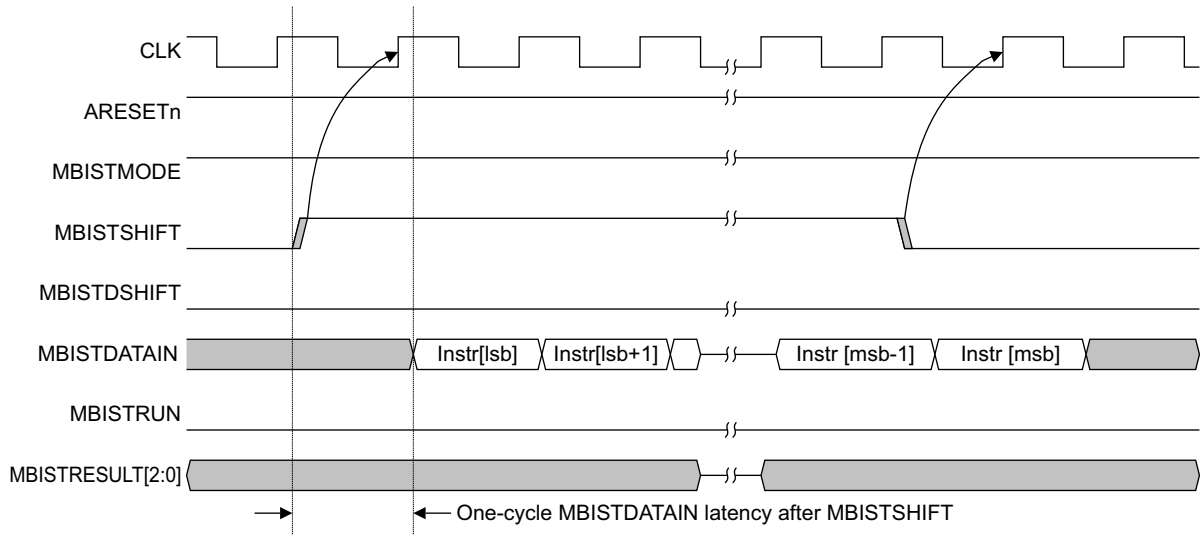 CLK
ARESETn
MBISTMODE
MBISTSHIFT
MBISTDSHIFT
MBISTDATAIN Instr[lsb] Instr[lsb+1] Instr [msb-1] Instr [msb]
MBISTRUN
MBISTRESULT[2:0]
One-cycle MBISTDATAIN latency after MBISTSHIFT